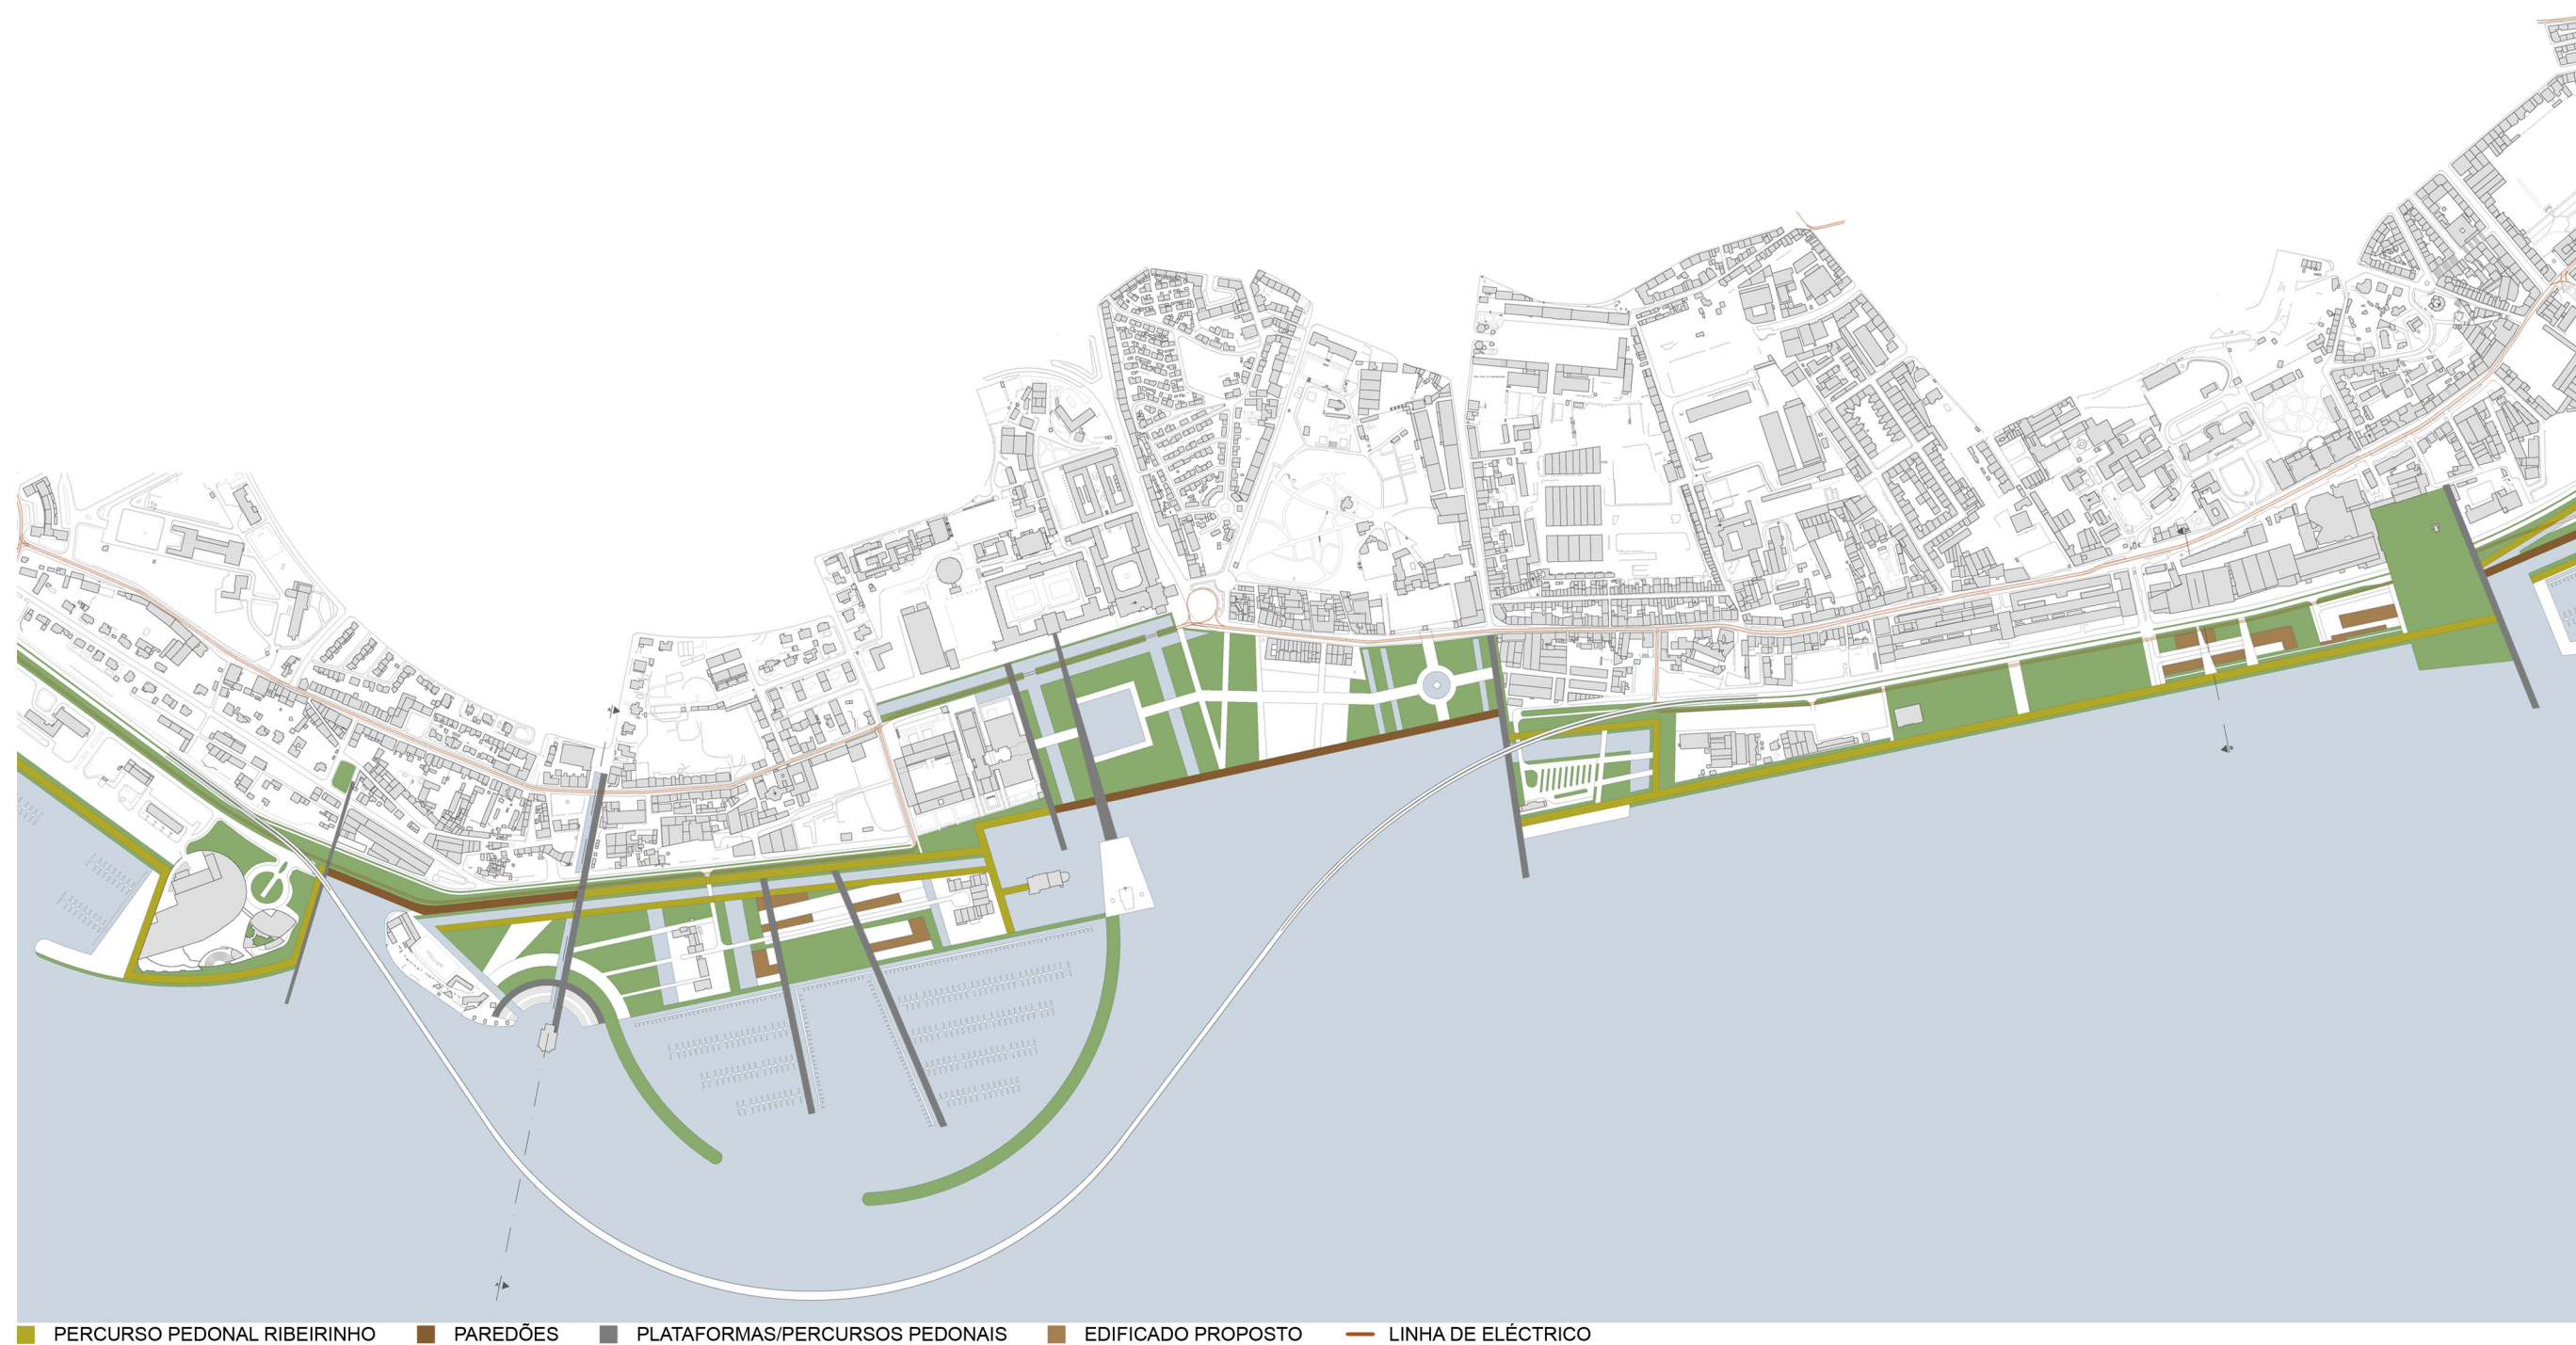 PERCURSO PEDONAL RIBEIRINHO
PAREDÕES
PLATAFORMAS/PERCURSOS PEDONAIS
EDIFICADO PROPOSTO
LINHA DE ELÉCTRICO